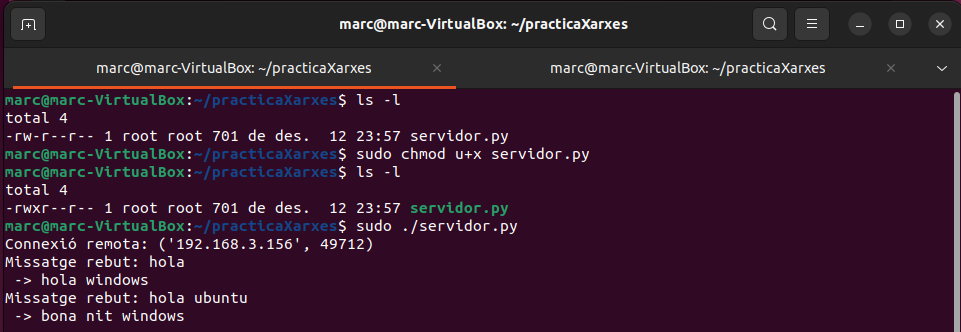 marc@marc-VirtualBox: ~/practicaXarxes
marc@marc-VirtualBox: ~/practicaXarxes
marc@marc-VirtualBox: ~/practicaXarxes
marc@marc-VirtualBox:~/practicaXarxes$ ls -l
total 4
-rw-r--r-- 1 root root 701 de des.  12 23:57 servidor.py
marc@marc-VirtualBox:~/practicaXarxes$ sudo chmod u+x servidor.py
marc@marc-VirtualBox:~/practicaXarxes$ ls -l
total 4
-rwxr--r-- 1 root root 701 de des.  12 23:57 servidor.py
marc@marc-VirtualBox:~/practicaXarxes$ sudo ./servidor.py
Connexió remota: ('192.168.3.156', 49712)
Missatge rebut: hola
 -> hola windows
Missatge rebut: hola ubuntu
 -> bona nit windows